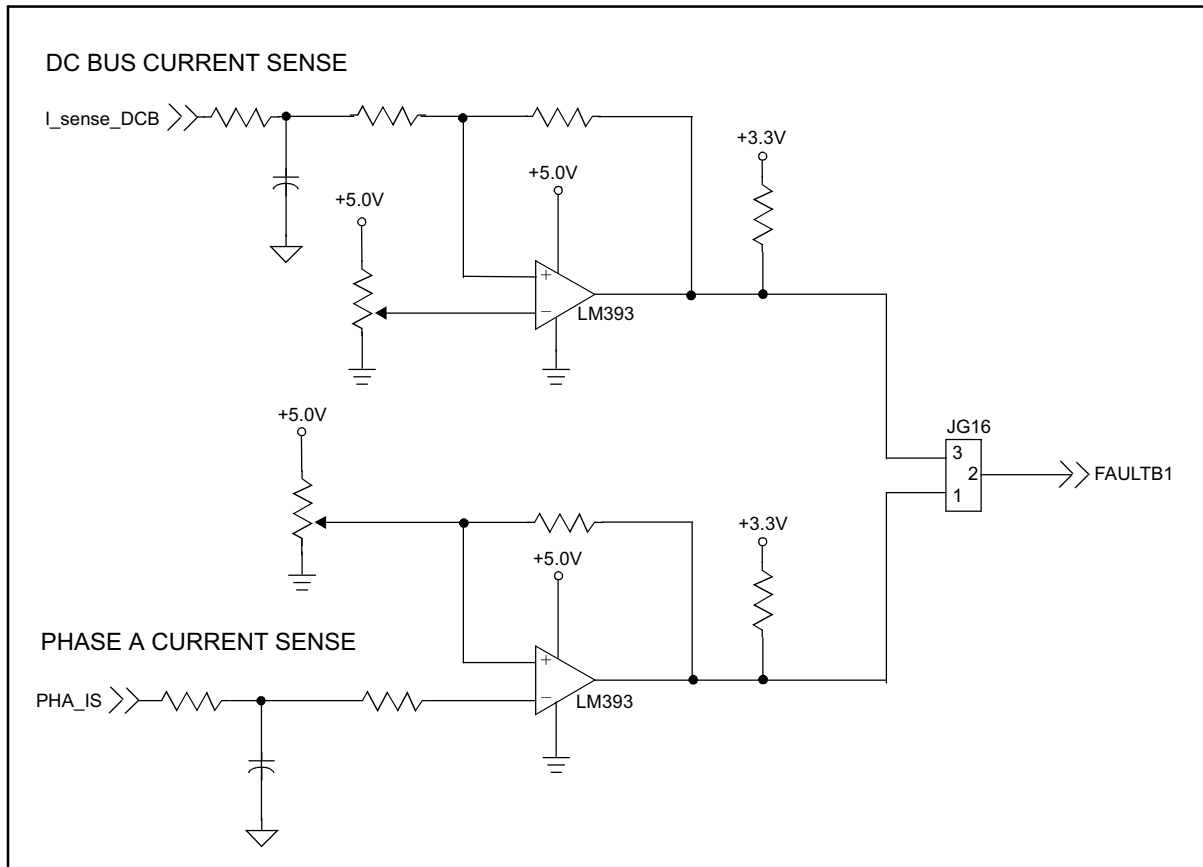 DC BUS CURRENT SENSE
I_sense_DCB
+3.3V
+5.0V
+5.0V
+
−
LM393
+5.0V
JG16
3
2
1
FAULTB1
+3.3V
+5.0V
PHASE A CURRENT SENSE
+
−
LM393
PHA_IS